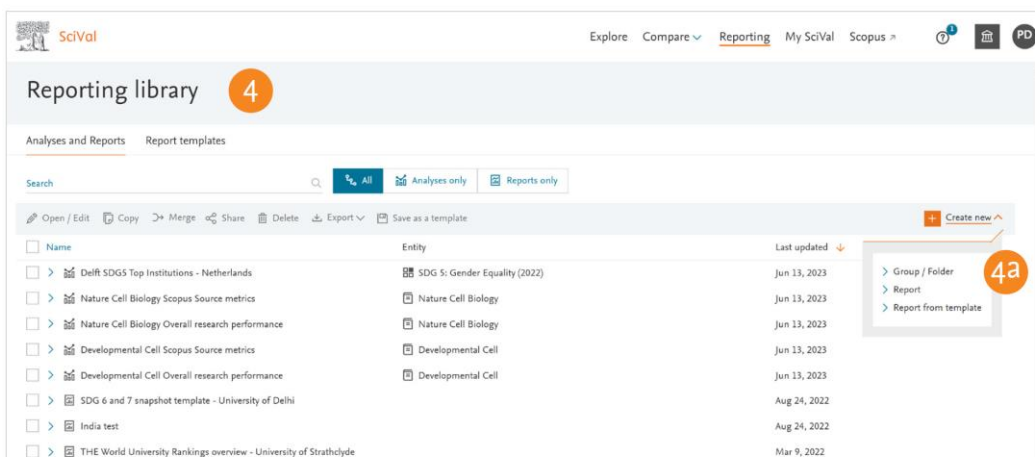 SciVal Explore Compare Reporting My SciVal Scopus 1 PD
Reporting library 4
Analyses and Reports Report templates
Search All Analyses only Reports only
Open / Edit Copy Merge Share Delete Export Save as a template Create new
Name Entity Last updated
Delft SDG5 Top Institutions - Netherlands SDG 5: Gender Equality (2022) Jun 13, 2023
Group / Folder 4a
Nature Cell Biology Scopus Source metrics Nature Cell Biology Jun 13, 2023
Report
Report from template
Nature Cell Biology Overall research performance Nature Cell Biology Jun 13, 2023
Developmental Cell Scopus Source metrics Developmental Cell Jun 13, 2023
Developmental Cell Overall research performance Developmental Cell Jun 13, 2023
SDG 6 and 7 snapshot template - University of Delhi Aug 24, 2022
India test Aug 24, 2022
THE World University Rankings overview - University of Strathclyde Mar 9, 2022